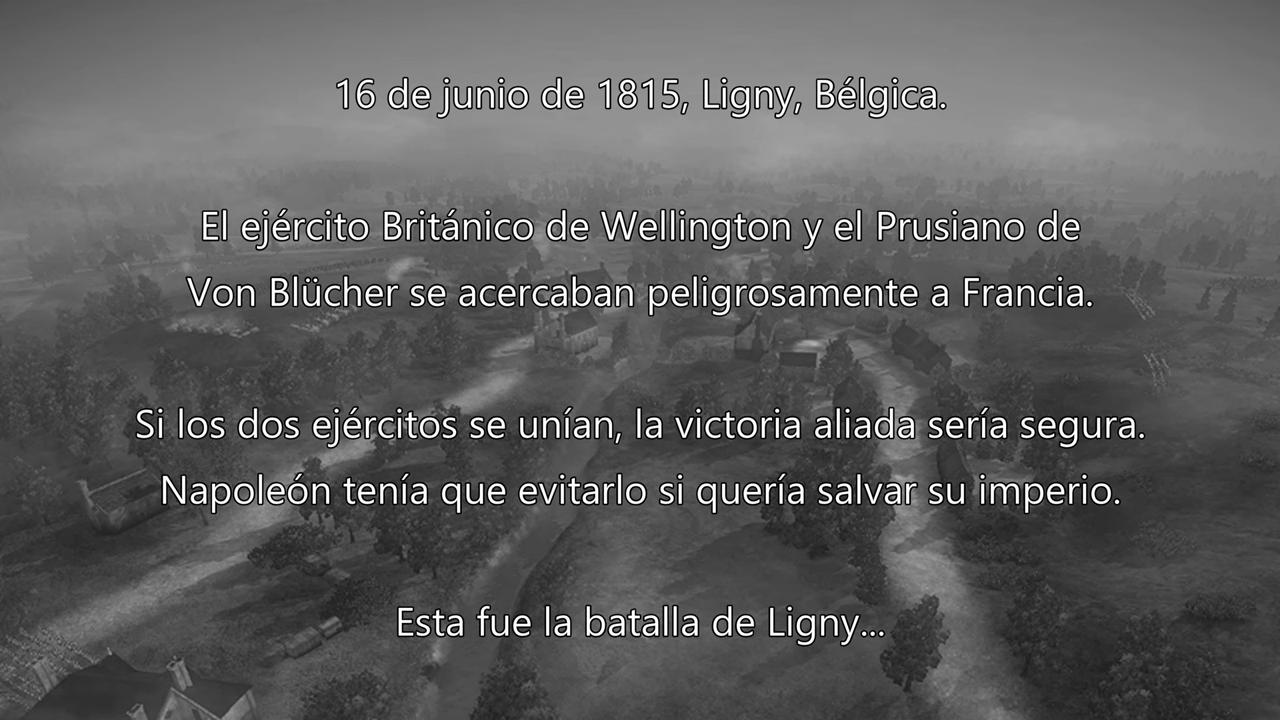 16 de junio de 1815, Ligny, Bélgica.
El ejército Británico de Wellington y el Prusiano de
Von Blücher se acercaban peligrosamente a Francia.
Si los dos ejércitos se unían, la victoria aliada sería segura.
Napoleón tenía que evitarlo si quería salvar su imperio.
Esta fue la batalla de Ligny...